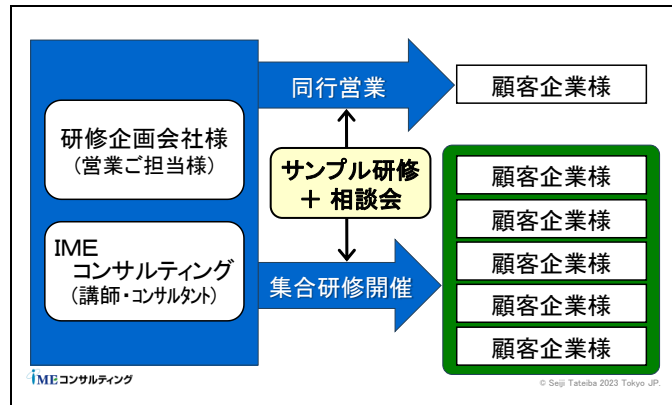 同行営業
顧客企業様
研修企画会社様
(営業ご担当様)
サンプル研修
＋ 相談会
顧客企業様
顧客企業様
IME
コンサルティング
(講師・コンサルタント)
顧客企業様
集合研修開催
顧客企業様
顧客企業様
iMEコンサルティング
© Seiji Tateiba 2023 Tokyo JP.